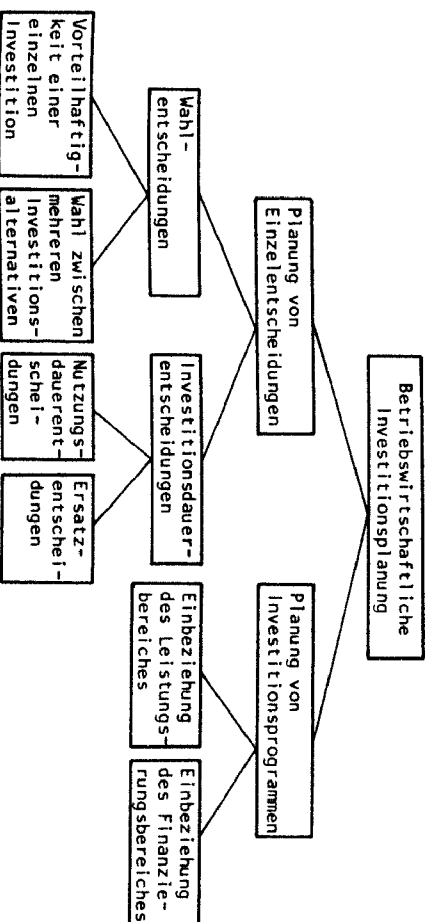 Betriebswirtschaftliche
Investitionsplanung
Planung von
Einzelentscheidungen
Planung von
Investitionsprogrammen
Wahl-
entscheidungen
Investitionsdauer-
entscheidungen
Einbeziehung
des Leistungs-
bereiches
Einbeziehung
des Finanzie-
rungsbereiches
Vorteilhaftig-
keit einer
einzelnen
Investition
Wahl zwischen
mehreren
Investitions-
alternativen
Nutzungs-
dauerent-
schei-
dungen
Ersatz-
entschei-
dungen